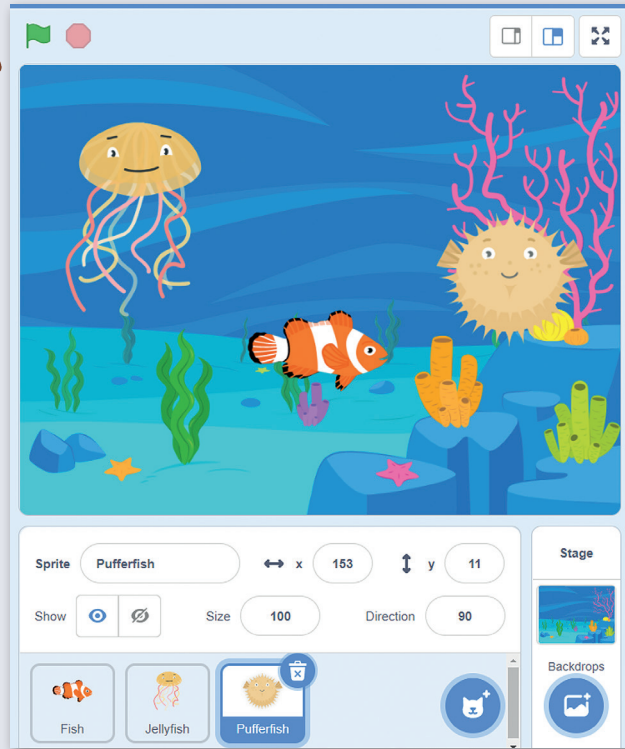 Sprite Pufferfish x 153 y 11
Stage
Show Size 100 Direction 90
Backdrops
Fish Jellyfish Pufferfish